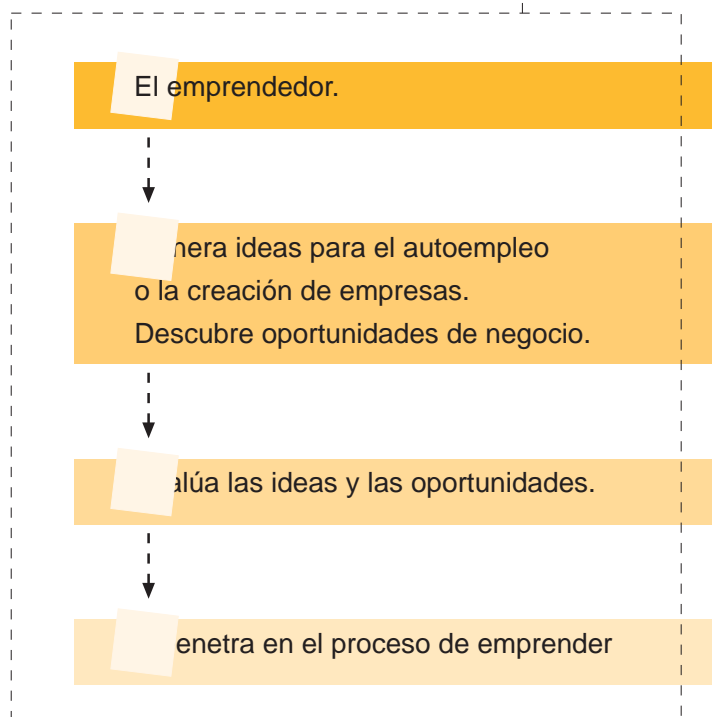 El emprendedor.
nera ideas para el autoempleo
o la creación de empresas.
Descubre oportunidades de negocio.
alúa las ideas y las oportunidades.
enetra en el proceso de emprender